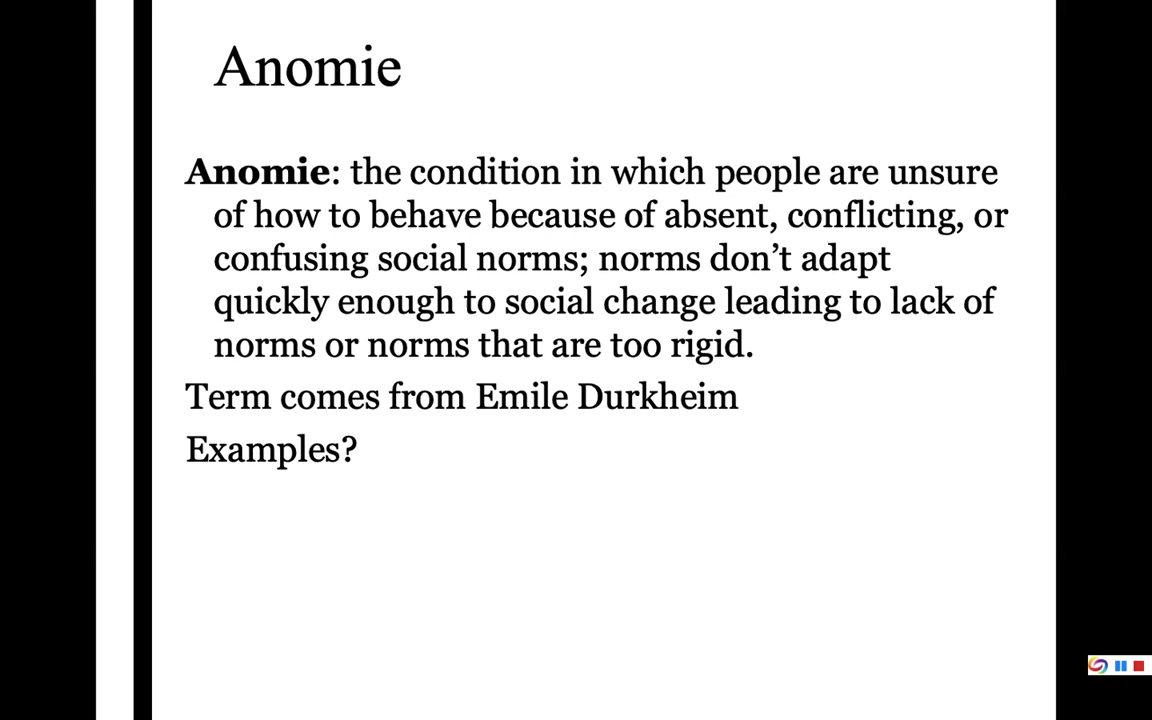 Anomie
Anomie: the condition in which people are unsure
of how to behave because of absent, conflicting, or
confusing social norms; norms don’t adapt
quickly enough to social change leading to lack of
norms or norms that are too rigid.
Term comes from Emile Durkheim
Examples?